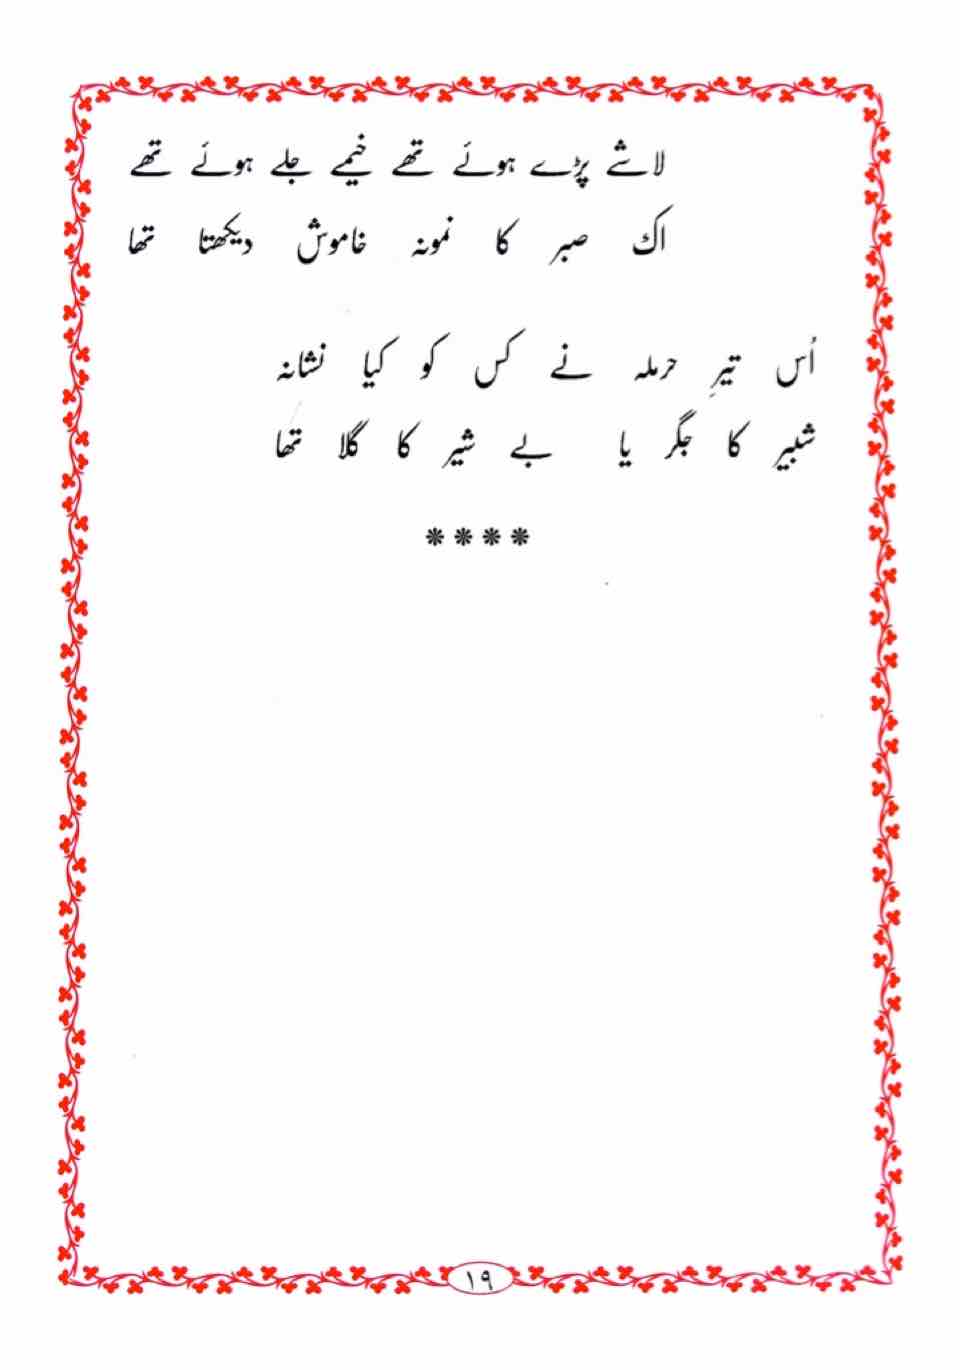 لاشے پڑے ہوئے تھے خیمے جلے ہوئے تھے
اک صبر کا نمونہ خاموش دیکھتا تھا
اُس تیرِ حرملہ نے کس کو کیا نشانہ
شبیر کا جگر یا بے شیر کا گلا تھا
****
۱۹